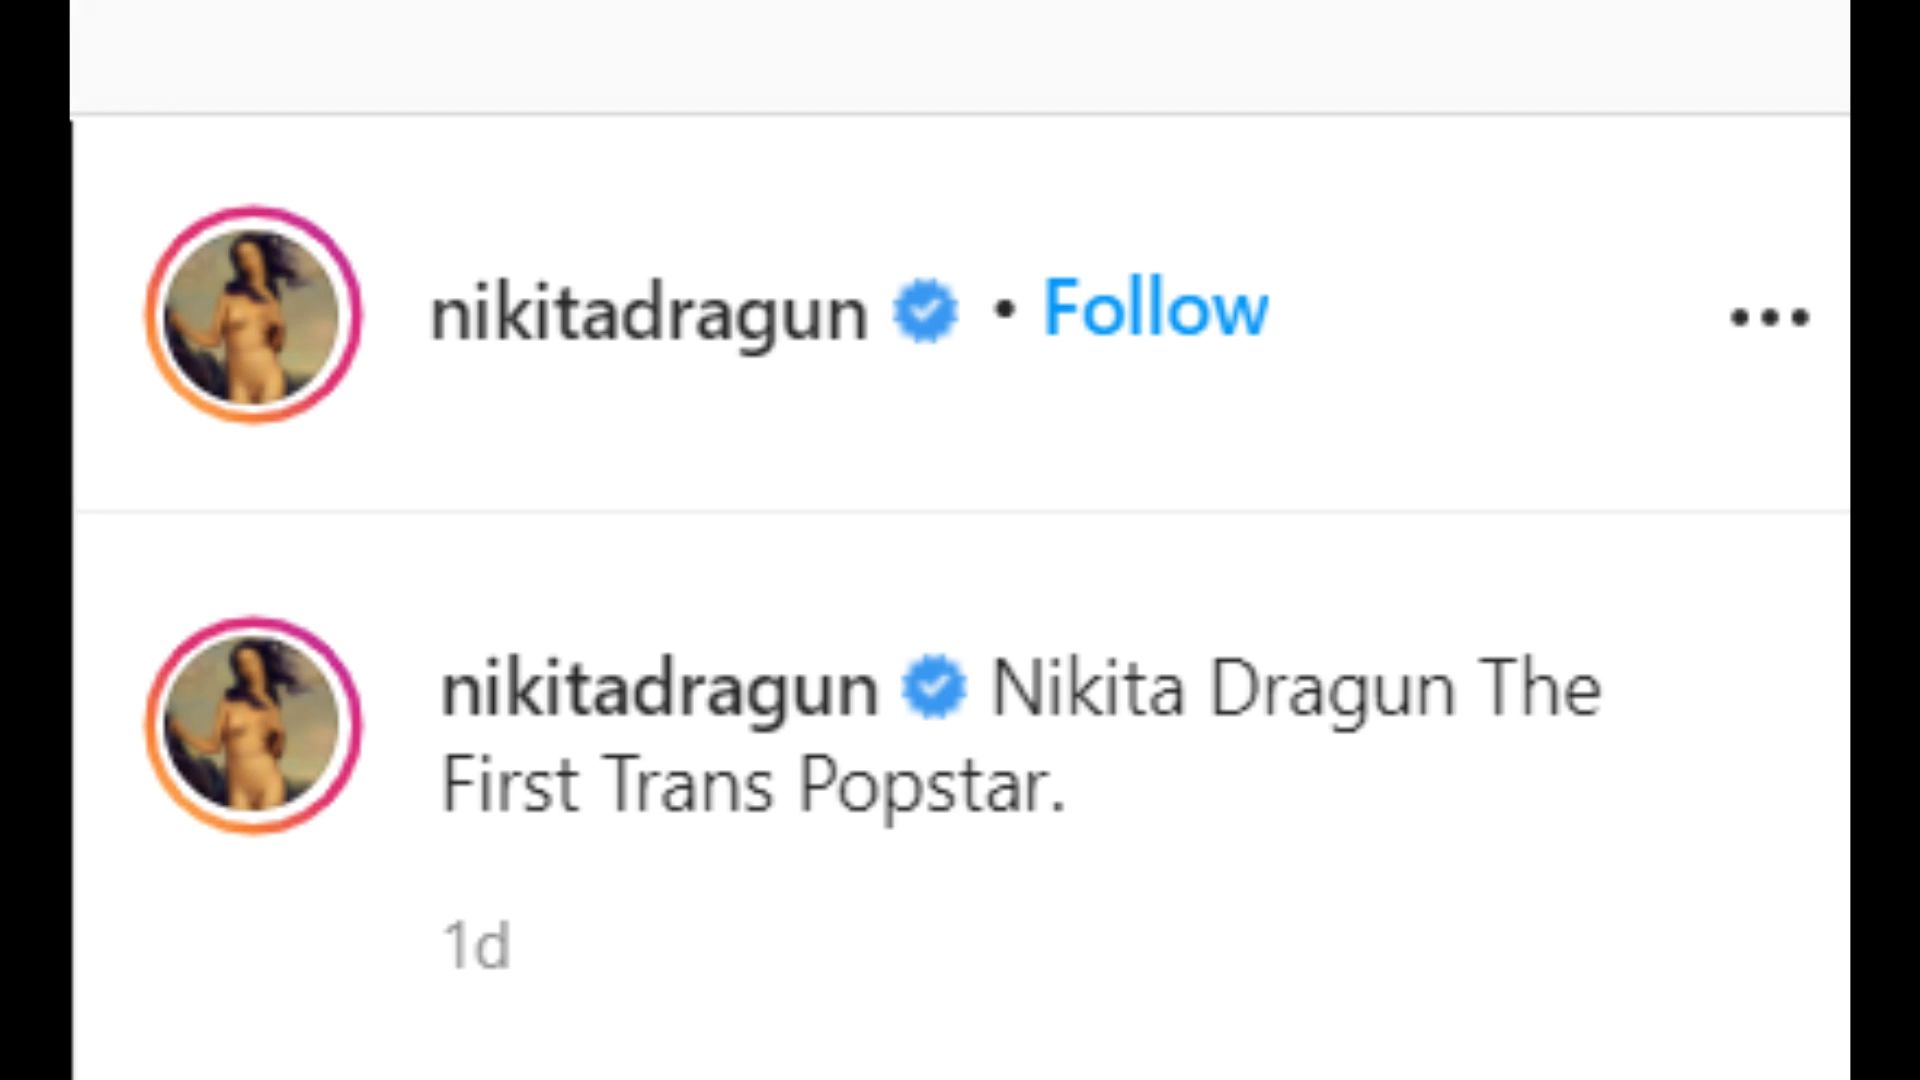 nikitadragun • Follow
nikitadragun Nikita Dragun The
First Trans Popstar.
1d